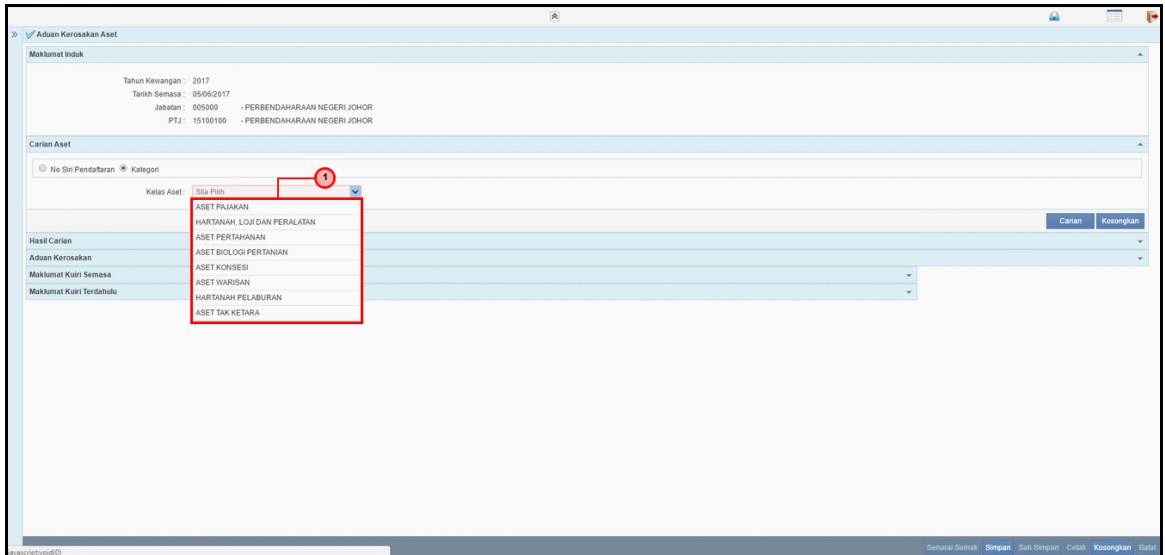 Aduan Kerosakan Aset
Maklumat Induk
Tahun Kewangan : 2017
Tarikh Semasa : 05/06/2017
Jabatan : 005000 - PERBENDAHARAAN NEGERI JOHOR
PTJ : 15100100 - PERBENDAHARAAN NEGERI JOHOR
Carian Aset
No Siri Pendaftaran Kategori
1
Kelas Aset : Sila Pilih
ASET PAJAKAN
HARTANAH, LOJI DAN PERALATAN
Carian Kosongkan
ASET PERTAHANAN
Hasil Carian
ASET BIOLOGI PERTANIAN
Aduan Kerosakan
ASET KONSESI
Maklumat Kuiri Semasa
ASET WARISAN
Maklumat Kuiri Terdahulu
HARTANAH PELABURAN
ASET TAK KETARA
avascript:void(0)
Senarai Semak Simpan Sah Simpan Cetak Kosongkan Batal